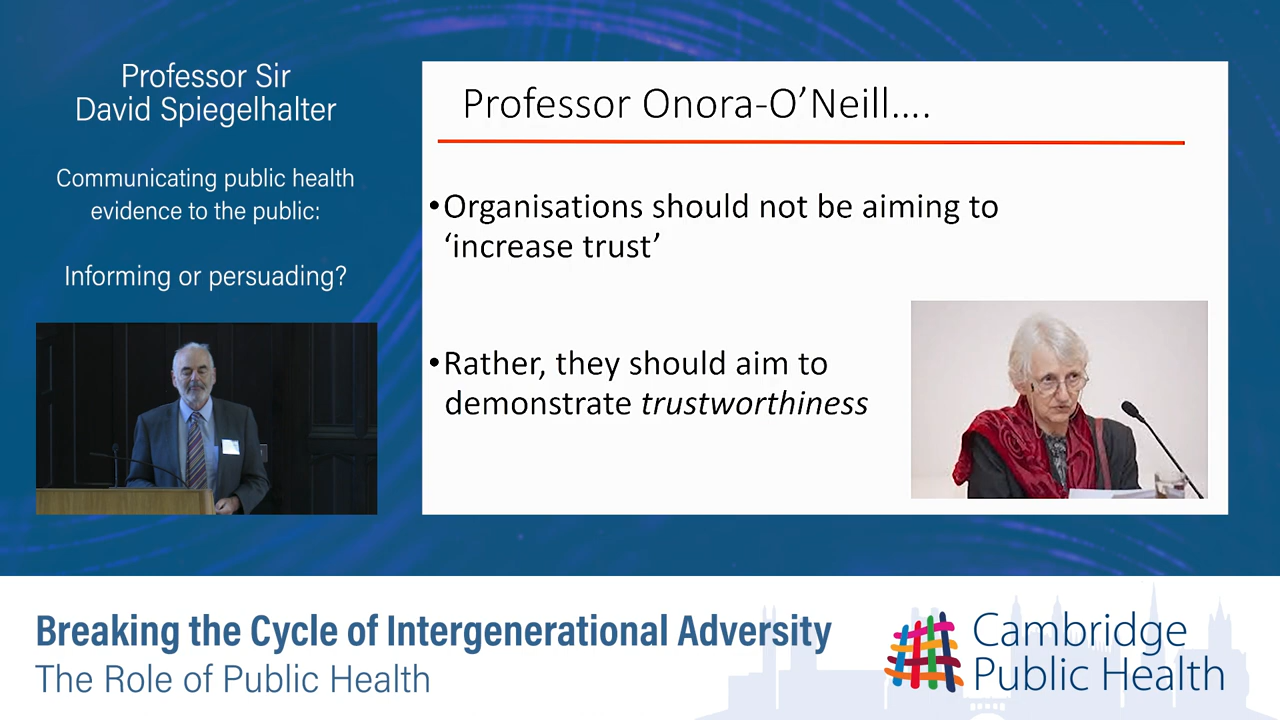 Professor Sir
David Spiegelhalter
Communicating public health
evidence to the public:
Informing or persuading?
Professor Onora-O’Neill….
•Organisations should not be aiming to
‘increase trust’
•Rather, they should aim to
demonstrate trustworthiness
Breaking the Cycle of Intergenerational Adversity
The Role of Public Health
Cambridge
Public Health